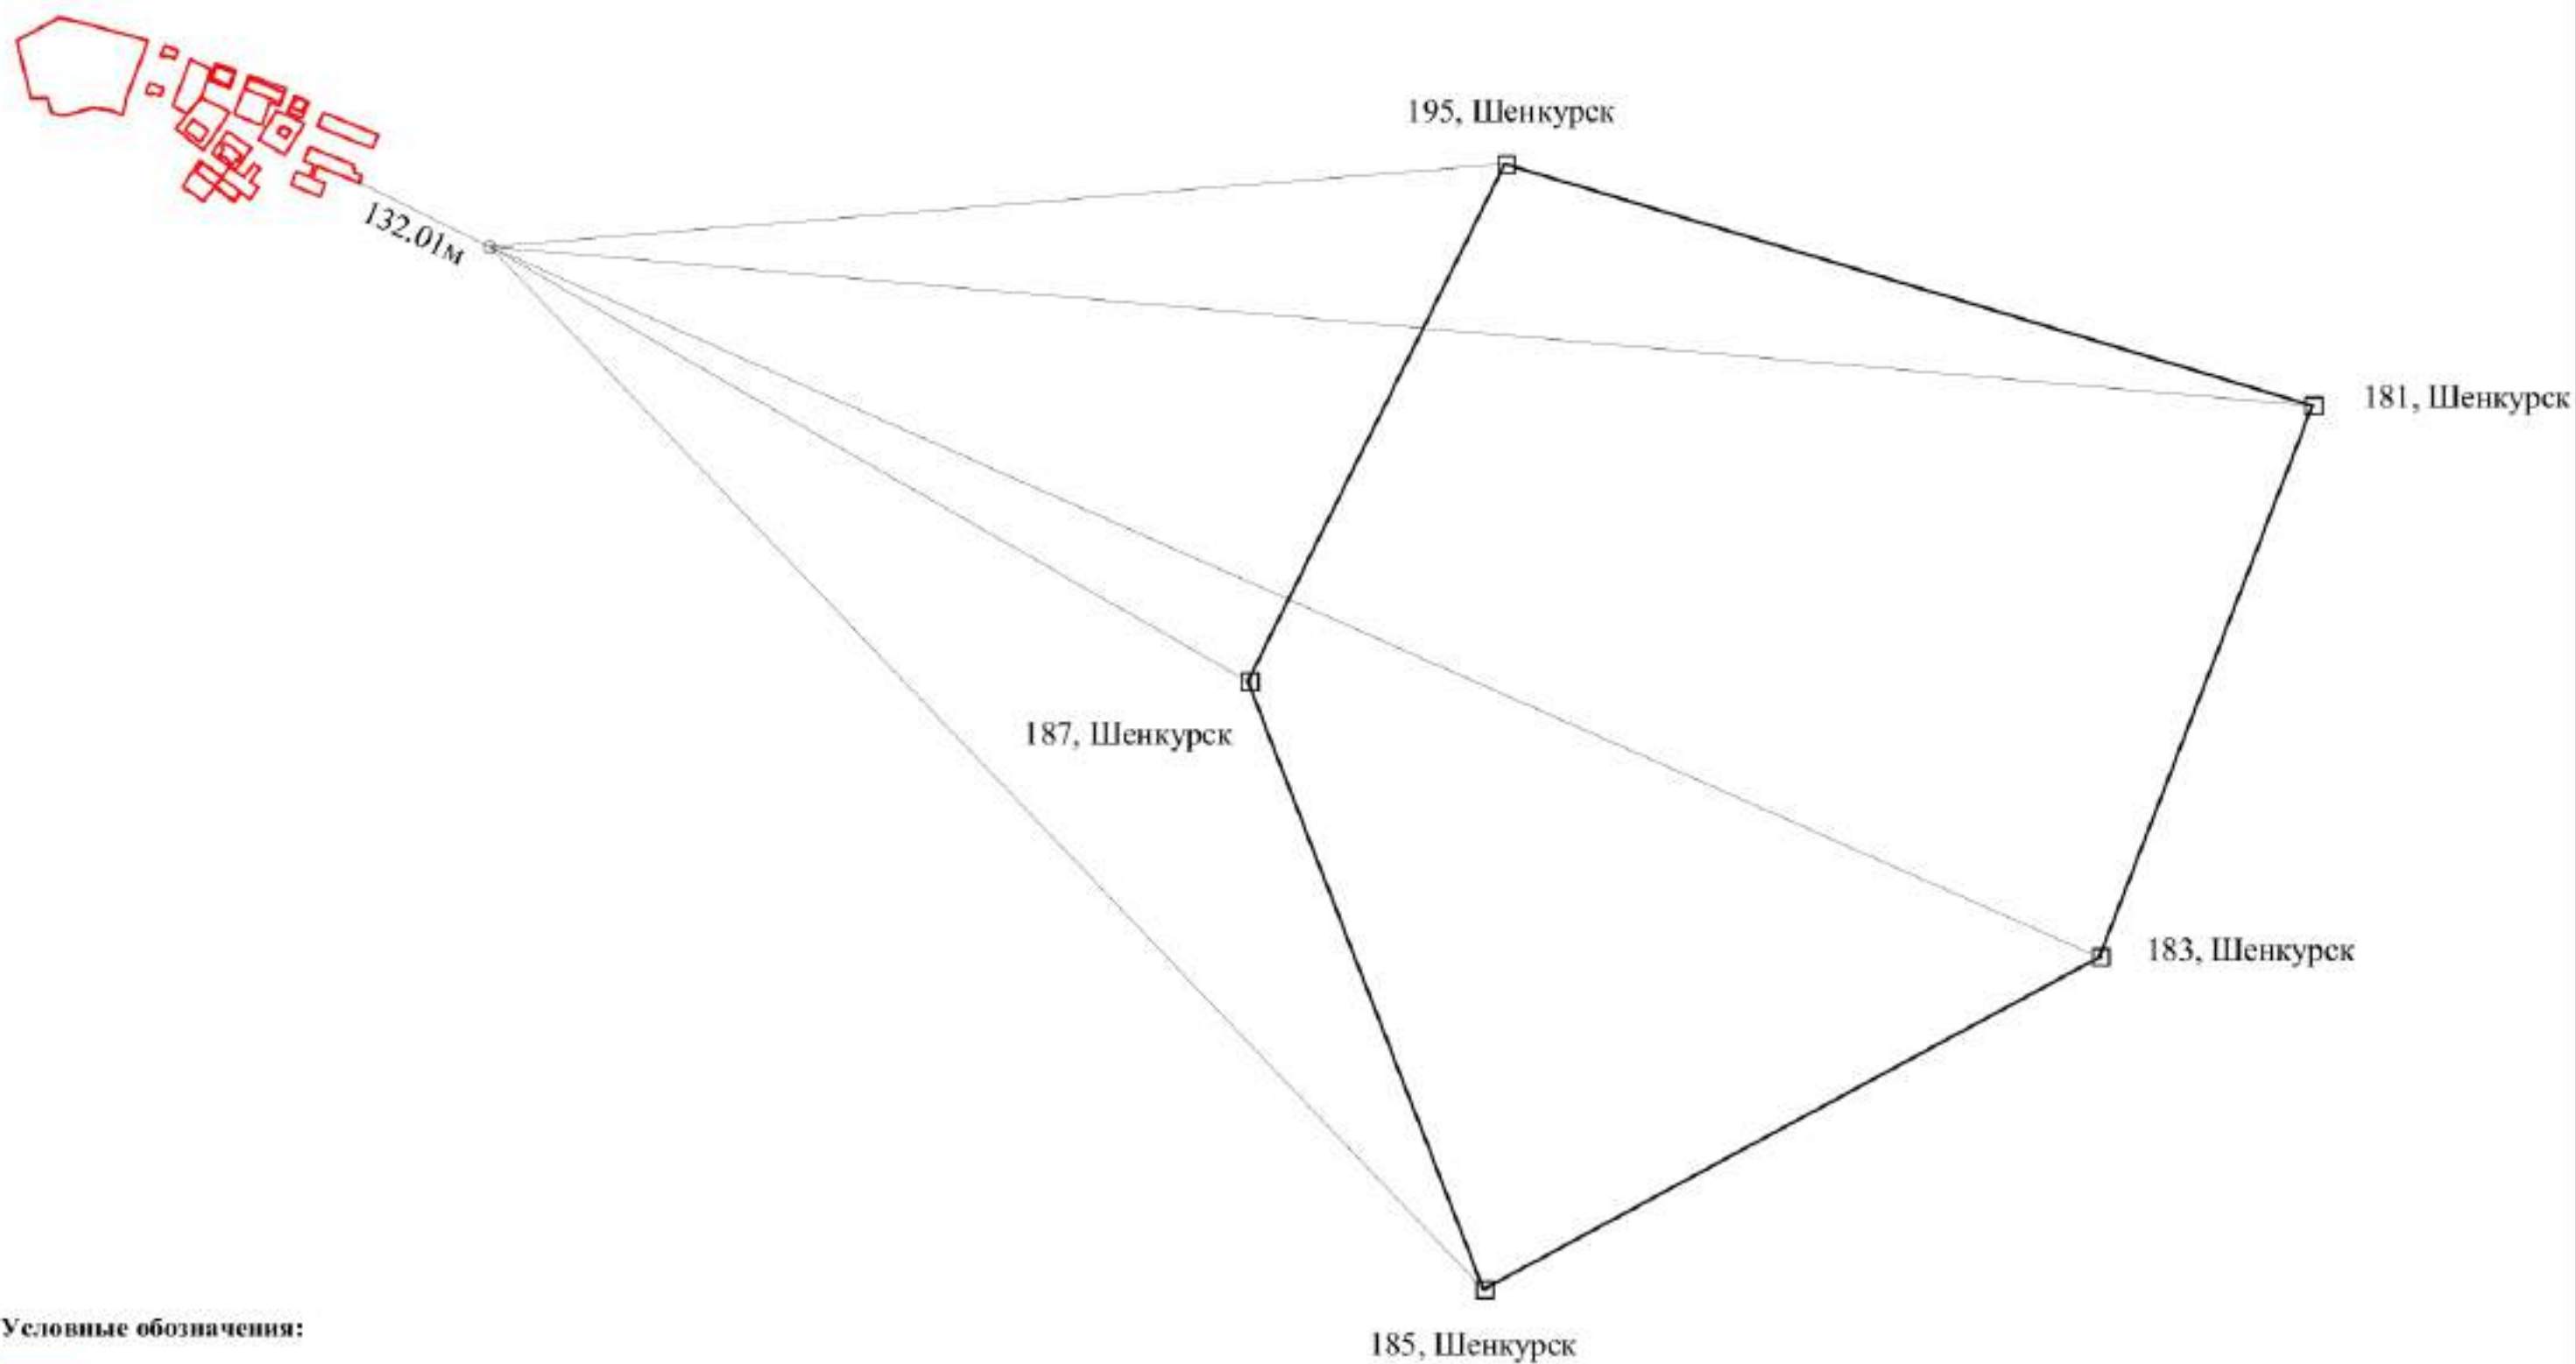 195, Шенкурск
132.01м
181, Шенкурск
187, Шенкурск
183, Шенкурск
Условные обозначения:
185, Шенкурск